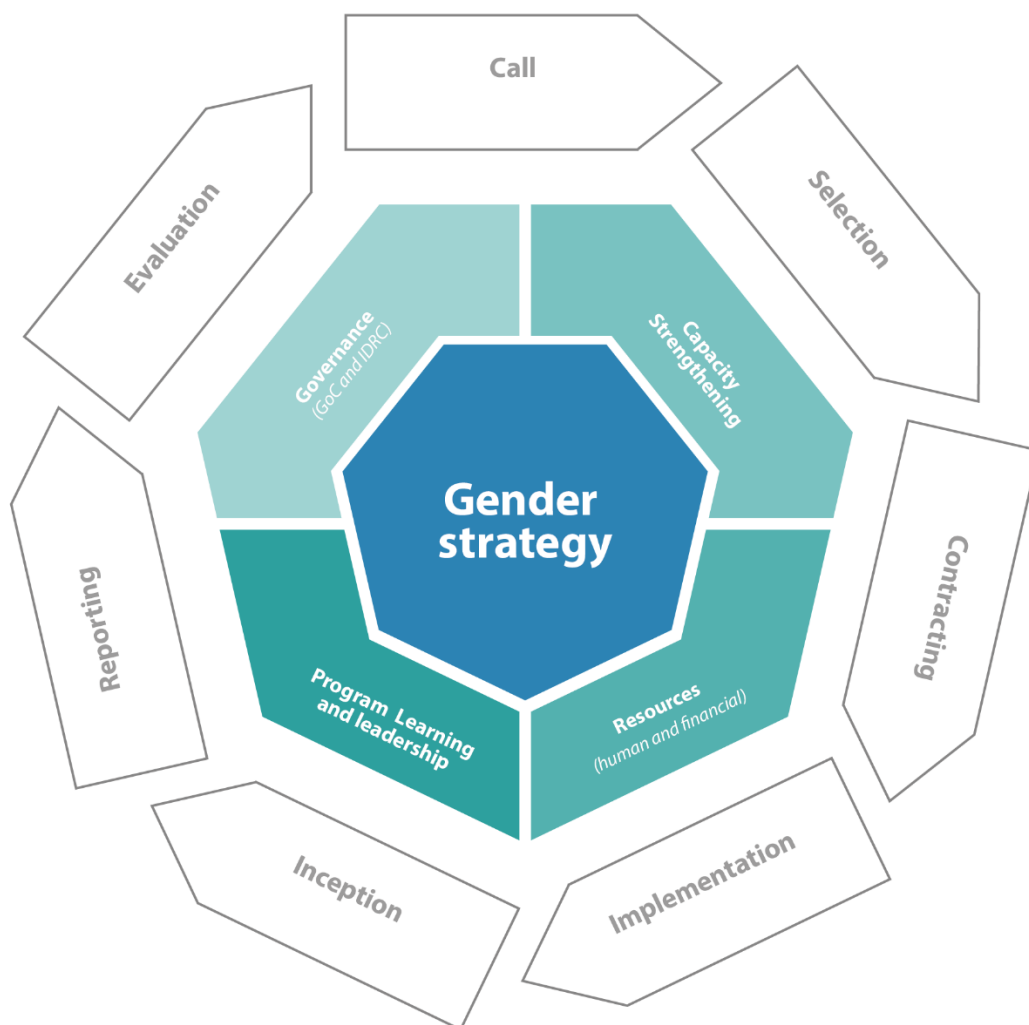 Call
Selection
Contracting
Implementation
Inception
Reporting
Evaluation
Governance
(GoC and IDRC)
Capacity
Strengthening
Resources
(human and financial)
Program Learning
and leadership
Gender
strategy